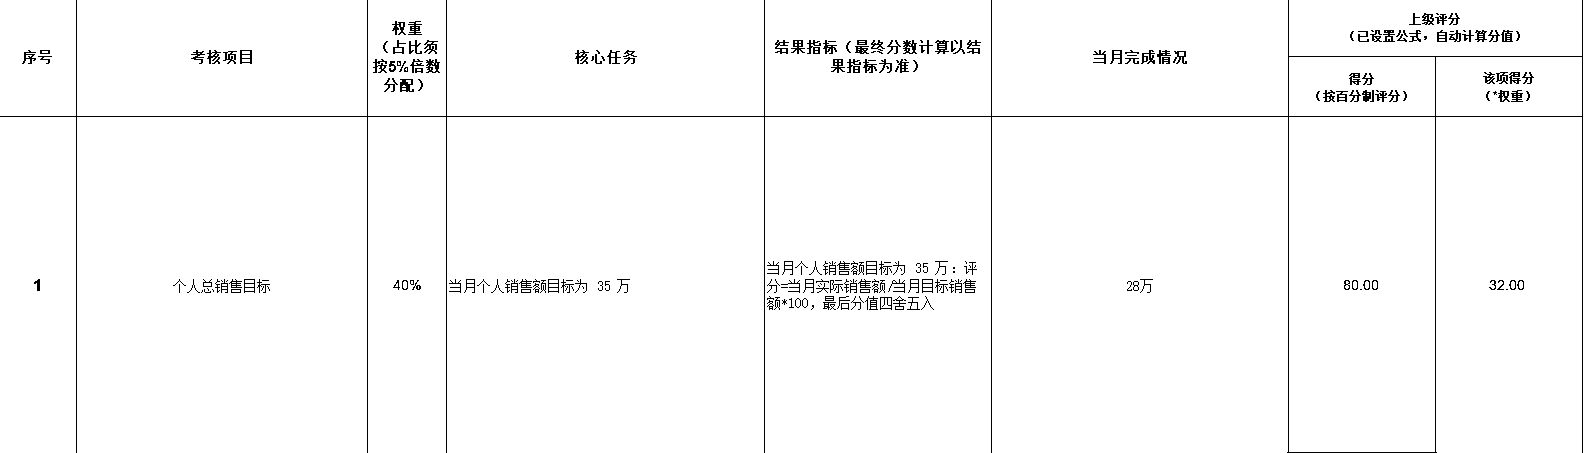 序号
考核项目
权重
（占比须
按5%倍数
分配）
核心任务
结果指标（最终分数计算以结
果指标为准）
当月完成情况
上级评分
（已设置公式，自动计算分值）
得分
（按百分制评分）
该项得分
（*权重）
1
个人总销售目标
40%
当月个人销售额目标为 35 万
当月个人销售额目标为 35 万：评
分=当月实际销售额/当月目标销售
额*100，最后分值四舍五入
28万
80.00
32.00